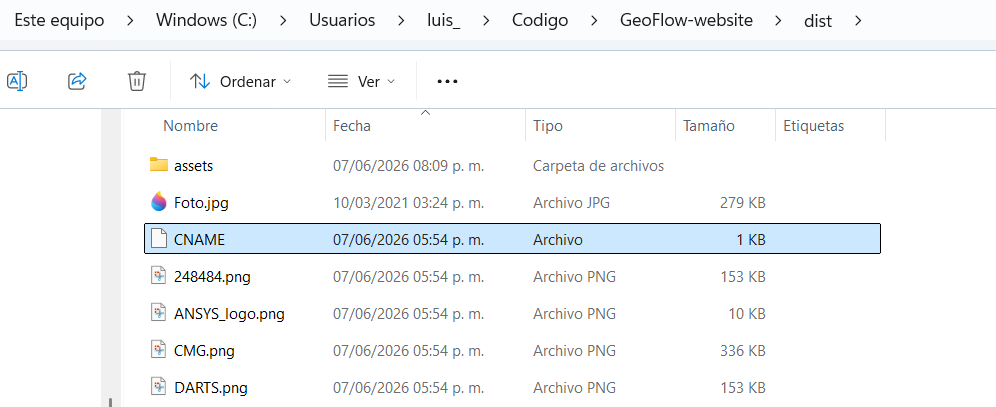 Este equipo > Windows (C:) > Usuarios > luis_ > Codigo > GeoFlow-website > dist >
Ordenar Ver ...
Nombre Fecha Tipo Tamaño Etiquetas
assets 07/06/2026 08:09 p. m. Carpeta de archivos
Foto.jpg 10/03/2021 03:24 p. m. Archivo JPG 279 KB
CNAME 07/06/2026 05:54 p. m. Archivo 1 KB
248484.png 07/06/2026 05:54 p. m. Archivo PNG 153 KB
ANSYS_logo.png 07/06/2026 05:54 p. m. Archivo PNG 10 KB
CMG.png 07/06/2026 05:54 p. m. Archivo PNG 336 KB
DARTS.png 07/06/2026 05:54 p. m. Archivo PNG 153 KB